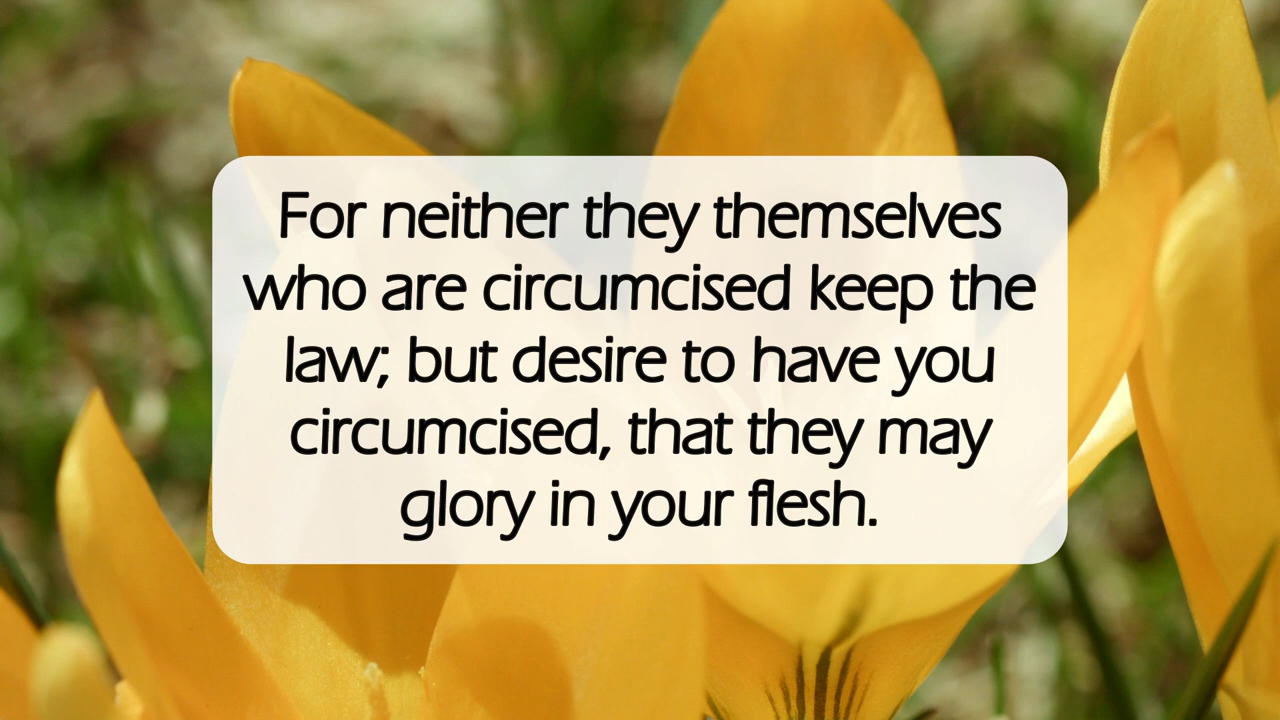 For neither they themselves
who are circumcised keep the
law; but desire to have you
circumcised, that they may
glory in your flesh.